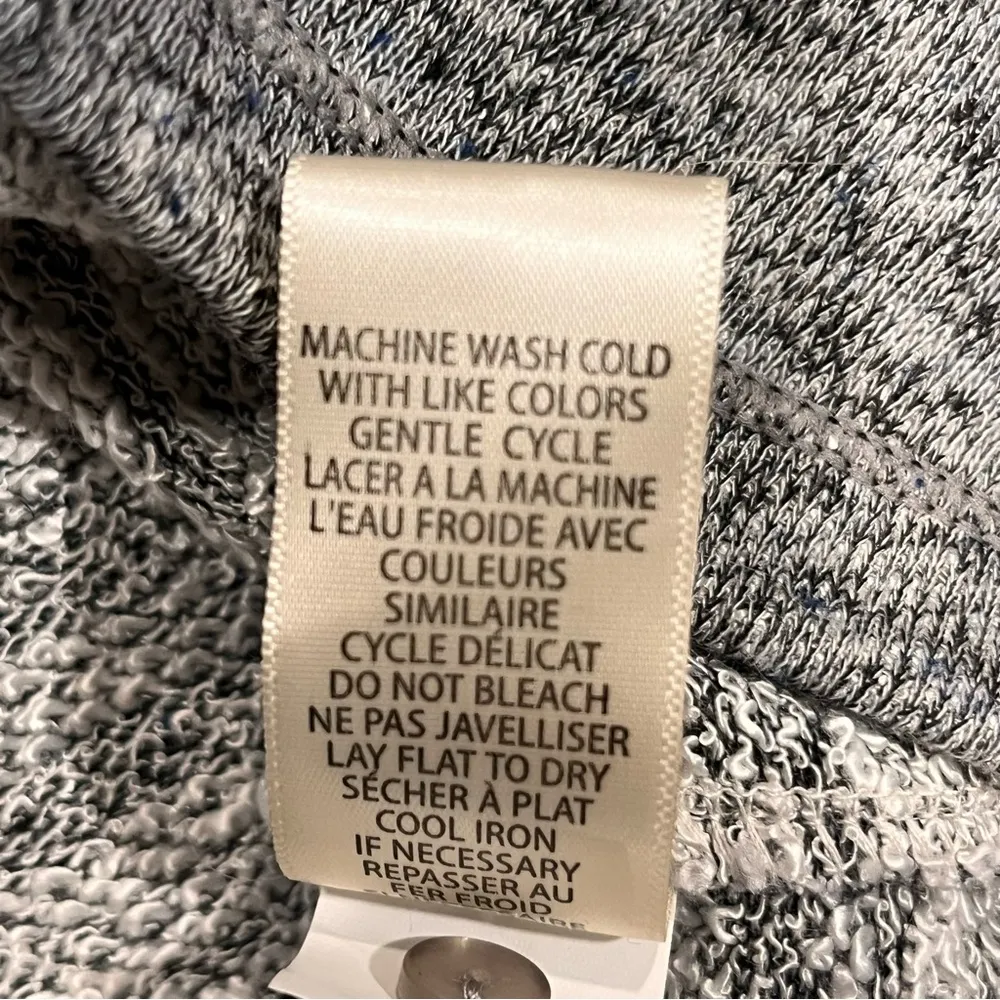 MACHINE WASH COLD
WITH LIKE COLORS
GENTLE CYCLE
LACER A LA MACHINE
L'EAU FROIDE AVEC
COULEURS
SIMILAIRE
CYCLE DÉLICAT
DO NOT BLEACH
NE PAS JAVELLISER
LAY FLAT TO DRY
SÉCHER À PLAT
COOL IRON
IF NECESSARY
REPASSER AU
FER FROID